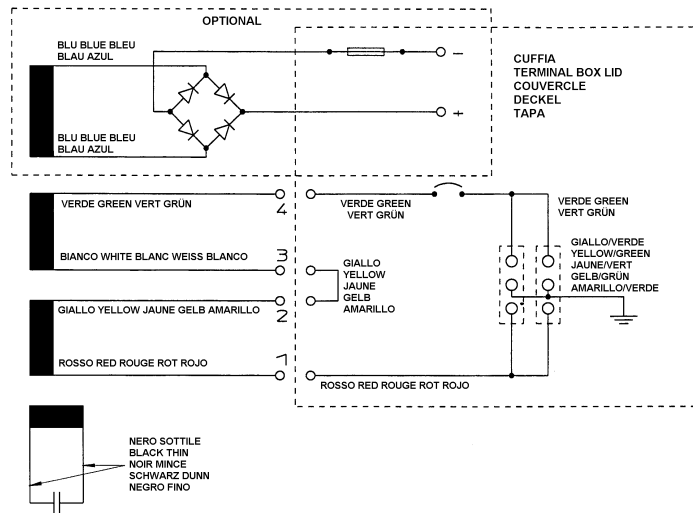 OPTIONAL
BLU BLUE BLEU
BLAU AZUL
−
+
BLU BLUE BLEU
BLAU AZUL
CUFFIA
TERMINAL BOX LID
COUVERCLE
DECKEL
TAPA
VERDE GREEN VERT GRÜN
4
VERDE GREEN
VERT GRÜN
VERDE GREEN
VERT GRÜN
BIANCO WHITE BLANC WEISS BLANCO
3
GIALLO
YELLOW
JAUNE
GELB
AMARILLO
GIALLO/VERDE
YELLOW/GREEN
JAUNE/VERT
GELB/GRÜN
AMARILLO/VERDE
GIALLO YELLOW JAUNE GELB AMARILLO
2
ROSSO RED ROUGE ROT ROJO
1
ROSSO RED ROUGE ROT ROJO
NERO SOTTILE
BLACK THIN
NOIR MINCE
SCHWARZ DUNN
NEGRO FINO